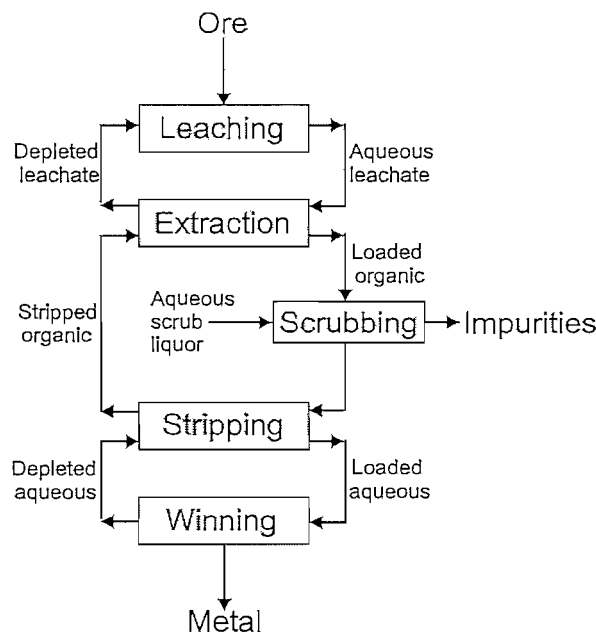 Ore
Leaching
Depleted
leachate
Aqueous
leachate
Extraction
Loaded
organic
Stripped
organic
Aqueous
scrub
liquor
Scrubbing
Impurities
Stripping
Depleted
aqueous
Loaded
aqueous
Winning
Metal